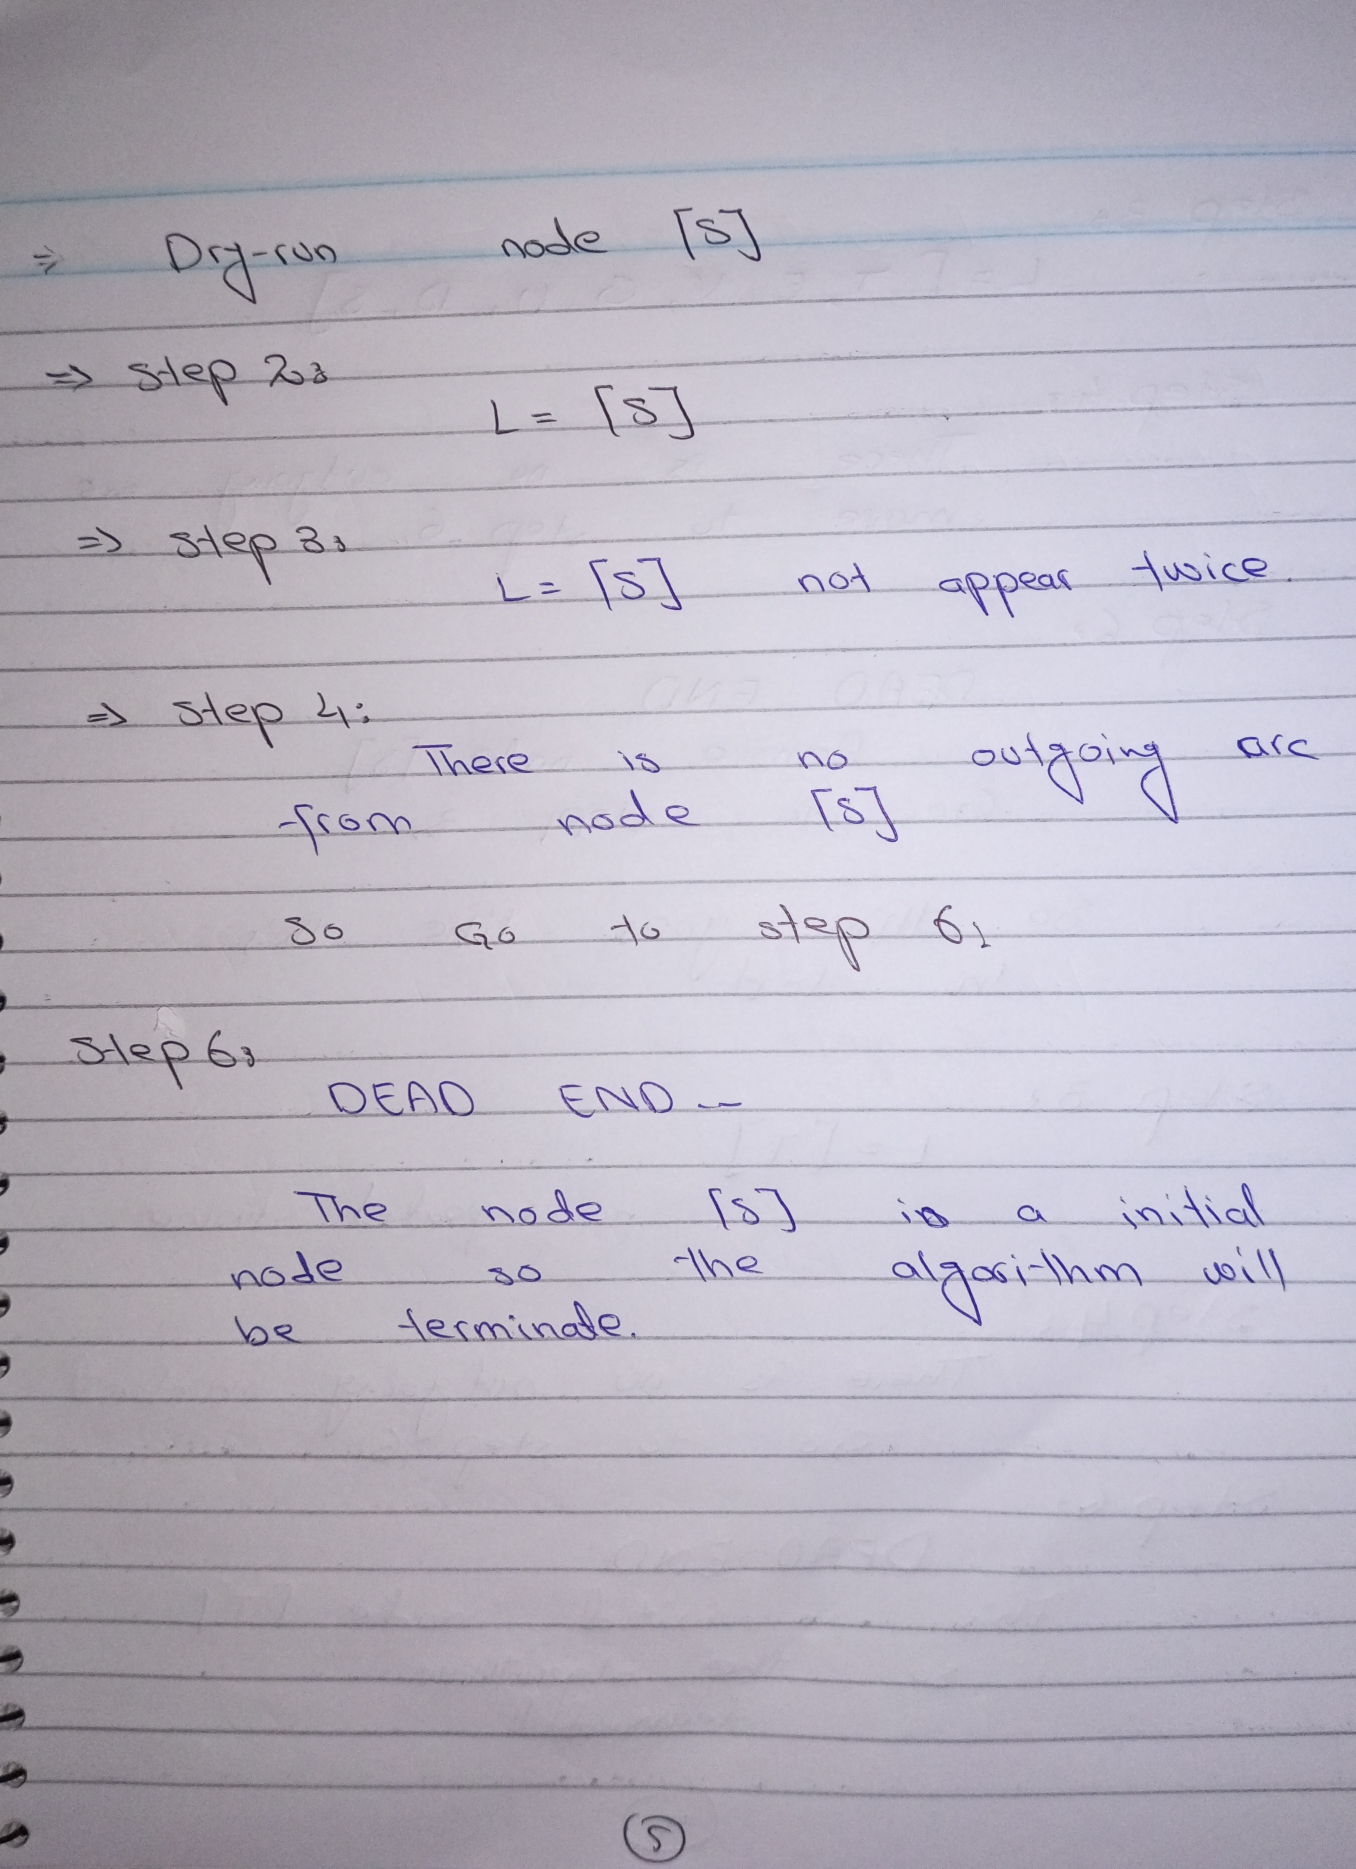 ⇒ Dry-run node [S]
⇒ step 2:
L = [S]
⇒ step 3:
L = [S] not appear twice.
⇒ step 4:
There is no outgoing arc
from node [S]
so Go to step 6:
step 6:
DEAD END --
The node [S] is a initial
node so the algorithm will
be terminate.
5